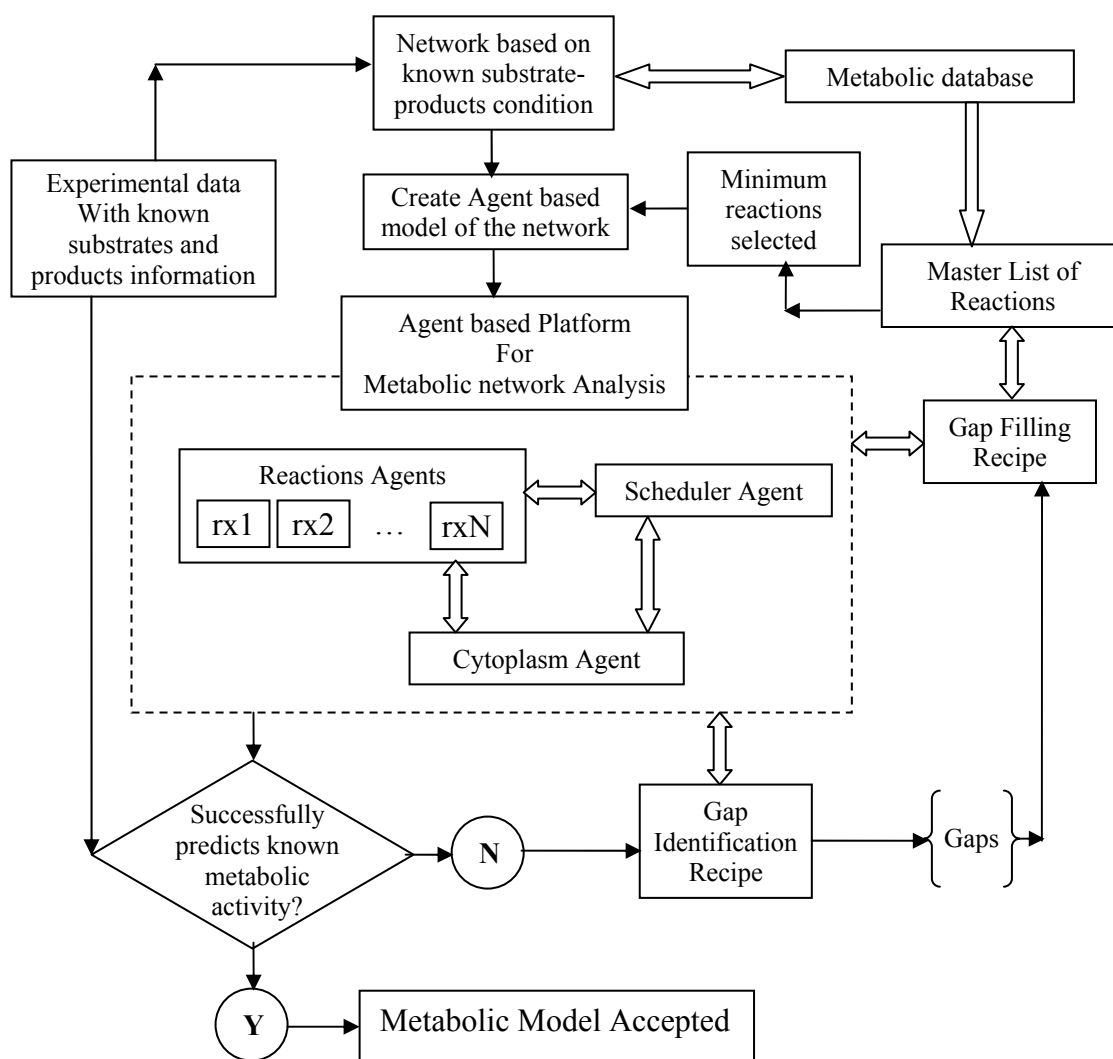 Network based on
known substrate-
products condition
Metabolic database
Experimental data
With known
substrates and
products information
Create Agent based
model of the network
Minimum
reactions
selected
Master List of
Reactions
Agent based Platform
For
Metabolic network Analysis
Gap Filling
Recipe
Reactions Agents
rx1 rx2 … rxN
Scheduler Agent
Cytoplasm Agent
Successfully
predicts known
metabolic
activity?
N
Gap
Identification
Recipe
Gaps
Y
Metabolic Model Accepted